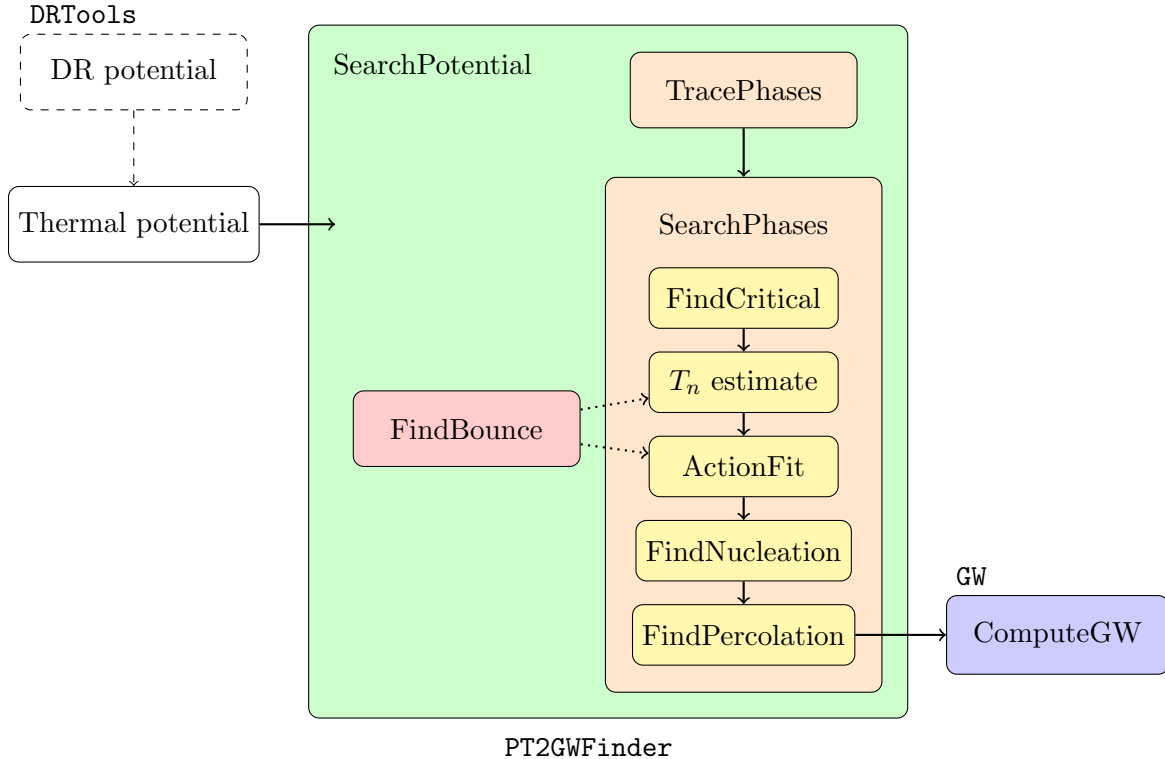 DRTools
DR potential
Thermal potential
SearchPotential
TracePhases
SearchPhases
FindCritical
T_n estimate
FindBounce
ActionFit
FindNucleation
FindPercolation
GW
ComputeGW
PT2GWFinder